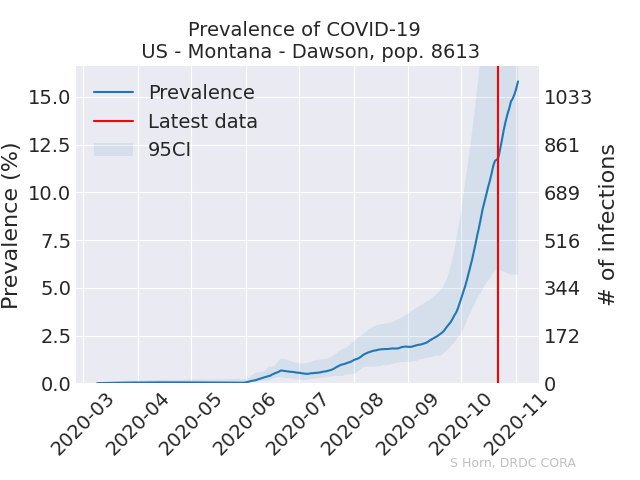 Prevalence of COVID-19
US - Montana - Dawson, pop. 8613
Prevalence
Latest data
95CI
Prevalence (%)
15.0
12.5
10.0
7.5
5.0
2.5
0.0
1033
861
689
516
344
172
0
# of infections
2020-03
2020-04
2020-05
2020-06
2020-07
2020-08
2020-09
2020-10
2020-11
S Horn, DRDC CORA